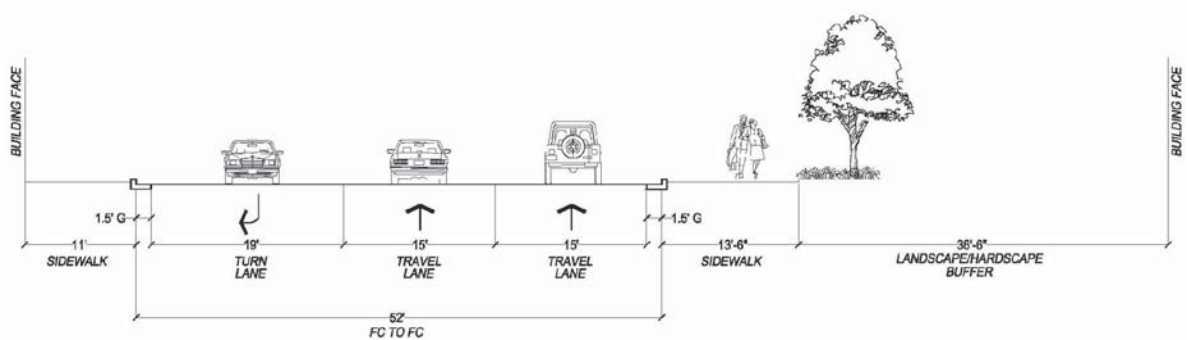 BUILDING FACE
BUILDING FACE
1.5' G
1.5' G
11'
SIDEWALK
19'
TURN
LANE
15'
TRAVEL
LANE
15'
TRAVEL
LANE
13'-6"
SIDEWALK
36'-6"
LANDSCAPE/HARDSCAPE
BUFFER
52'
FC TO FC